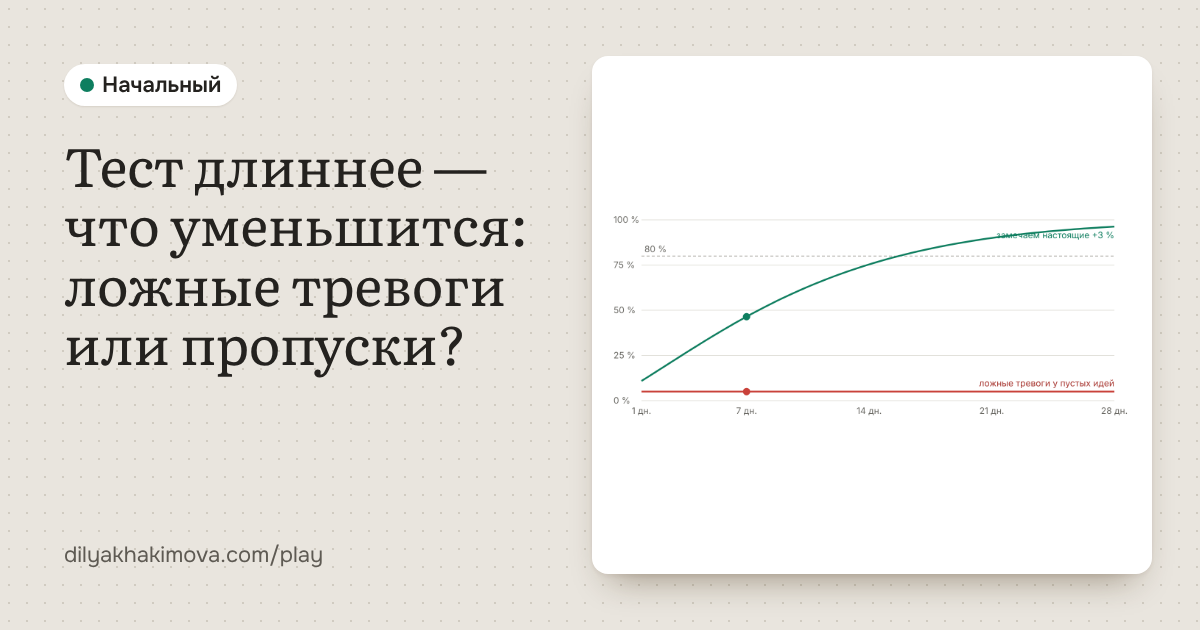 Начальный
Тест длиннее —
что уменьшится:
ложные тревоги
или пропуски?
dilyakhakimova.com/play
100 %
замечаем настоящие +3 %
80 %
75 %
50 %
25 %
ложные тревоги у пустых идей
0 %
1 дн. 7 дн. 14 дн. 21 дн. 28 дн.